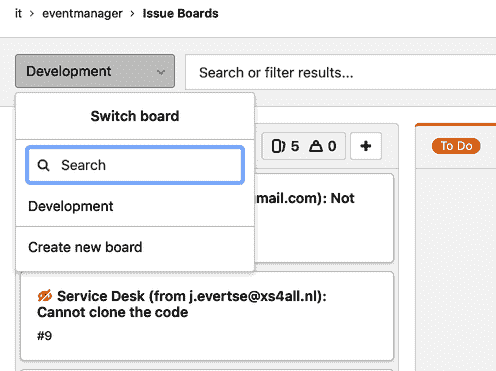 it > eventmanager > Issue Boards
Development
Search or filter results...
Switch board
Search
Development
Create new board
5 0 +
To Do
mail.com): Not
Service Desk (from j.evertse@xs4all.nl):
Cannot clone the code
#9